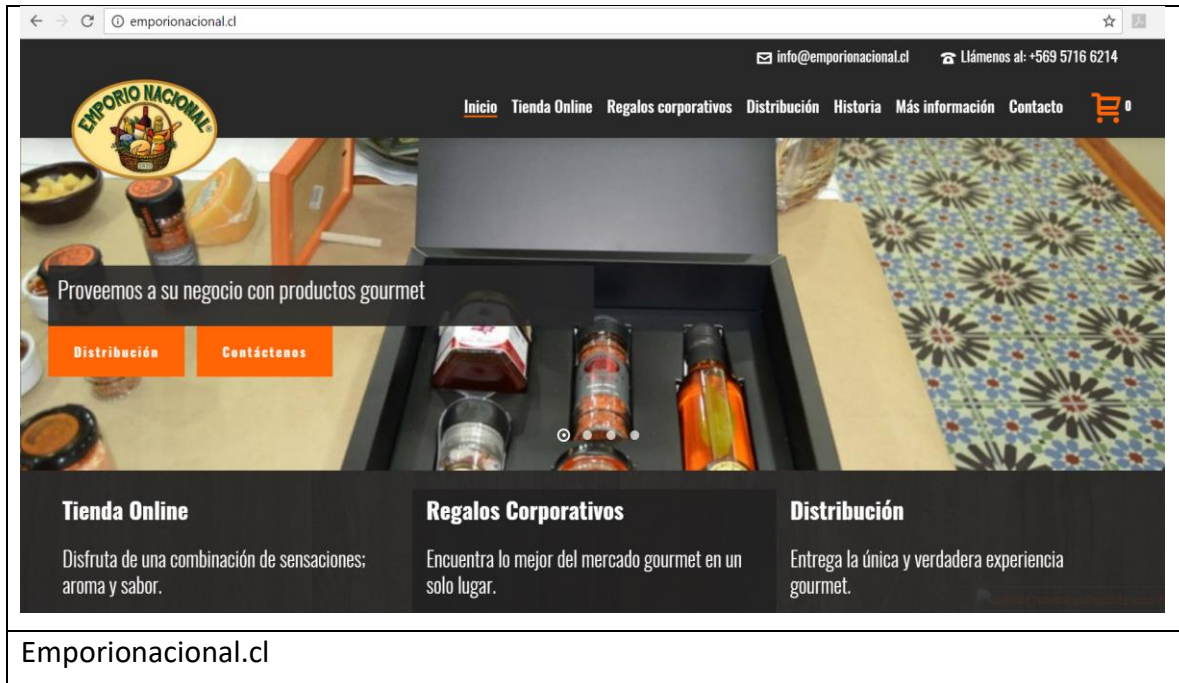 emporionacional.cl
info@emporionacional.cl
Llámenos al: +569 5716 6214
EMPORIO NACIONAL
Inicio Tienda Online Regalos corporativos Distribución Historia Más información Contacto 0
Proveemos a su negocio con productos gourmet
Distribución Contáctenos
Tienda Online
Disfruta de una combinación de sensaciones;
aroma y sabor.
Regalos Corporativos
Encuentra lo mejor del mercado gourmet en un
solo lugar.
Distribución
Entrega la única y verdadera experiencia
gourmet.
Emporionacional.cl